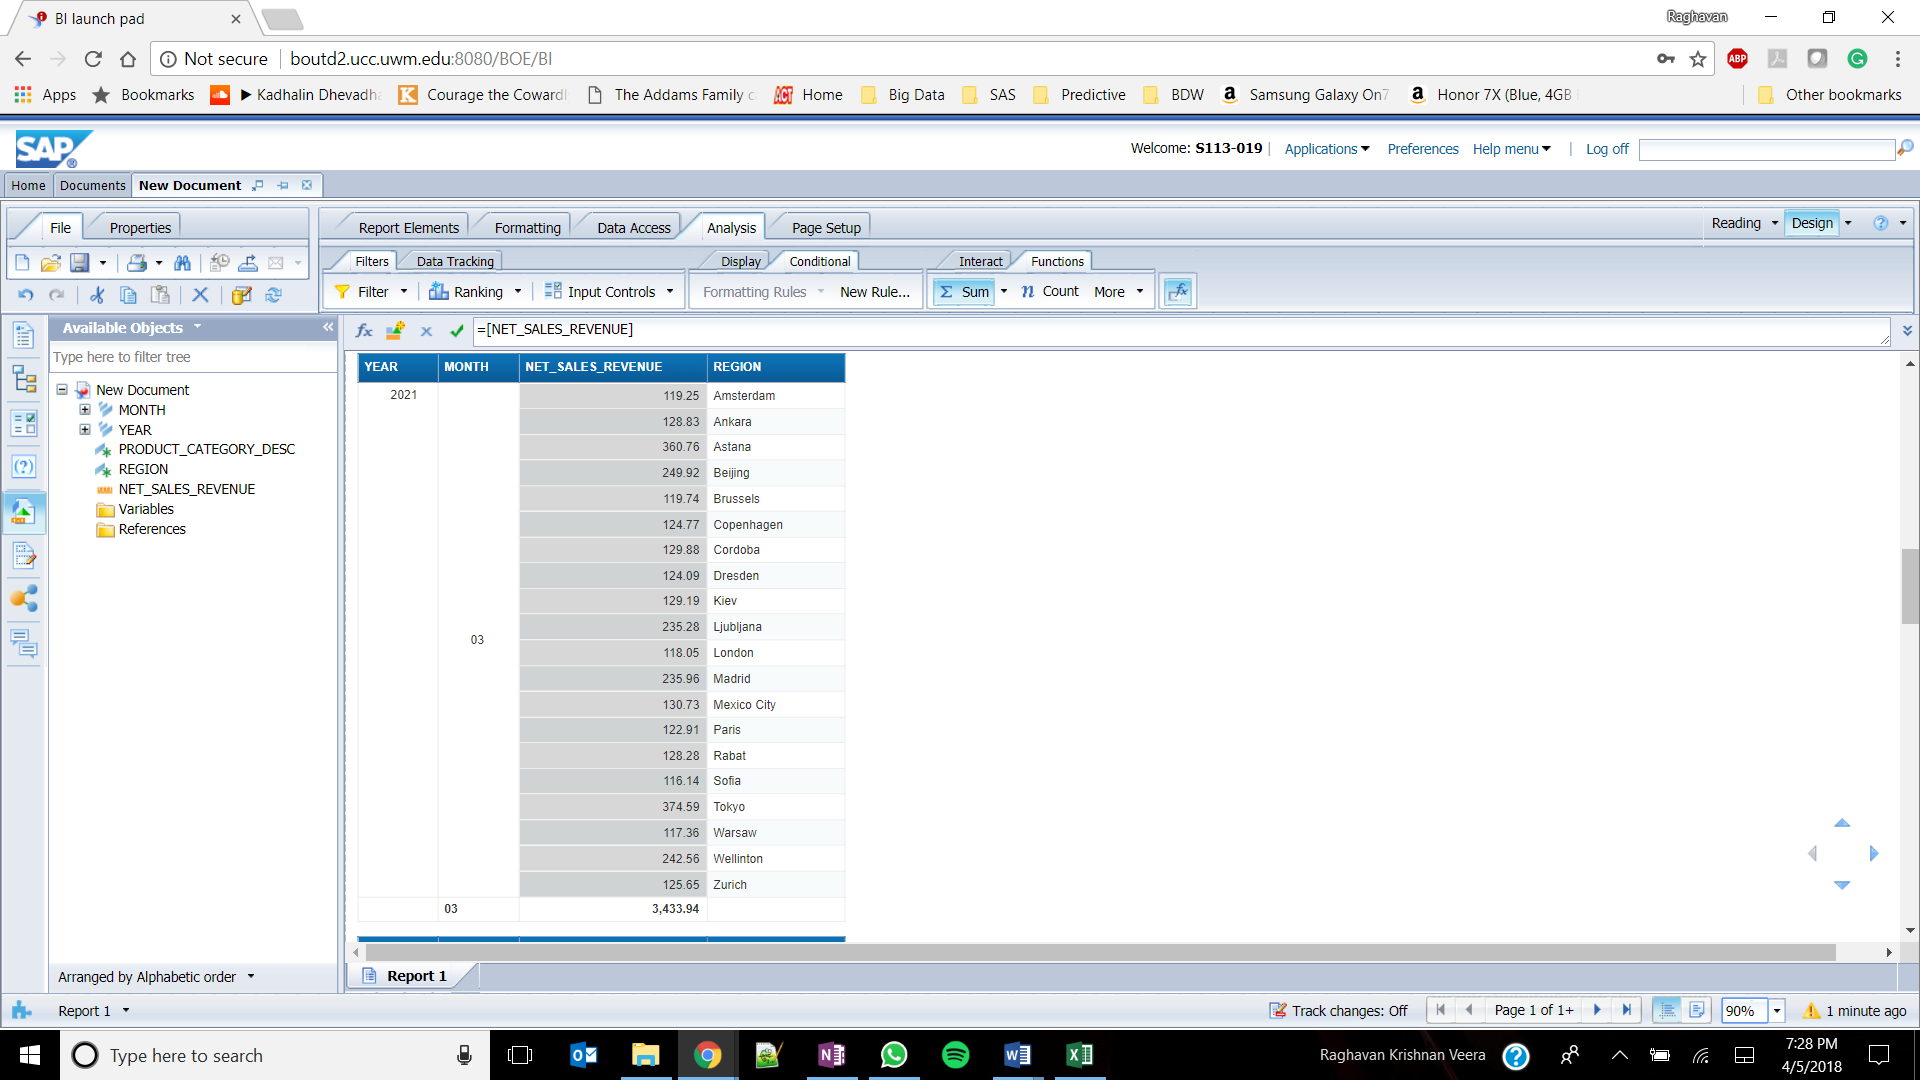 BI launch pad
Raghavan
Not secure boutd2.ucc.uwm.edu:8080/BOE/BI
ABP
Apps Bookmarks Kadhalin Dhevadha Courage the Coward The Addams Family c Home Big Data SAS Predictive BDW Samsung Galaxy On7 Honor 7X (Blue, 4GB Other bookmarks
SAP
Welcome: S113-019 Applications Preferences Help menu Log off
Home Documents New Document
File Properties Report Elements Formatting Data Access Analysis Page Setup Reading Design
Filters Data Tracking Display Conditional Interact Functions
Filter Ranking Input Controls Formatting Rules New Rule... Sum Count More
Available Objects
=[NET_SALES_REVENUE]
Type here to filter tree
New Document
MONTH
YEAR
PRODUCT_CATEGORY_DESC
REGION
NET_SALES_REVENUE
Variables
References
YEAR MONTH NET_SALES_REVENUE REGION
2021 119.25 Amsterdam
128.83 Ankara
360.76 Astana
249.92 Beijing
119.74 Brussels
124.77 Copenhagen
129.88 Cordoba
124.09 Dresden
129.19 Kiev
235.28 Ljubljana
03
118.05 London
235.96 Madrid
130.73 Mexico City
122.91 Paris
128.28 Rabat
116.14 Sofia
374.59 Tokyo
117.36 Warsaw
242.56 Wellinton
125.65 Zurich
03 3,433.94
Arranged by Alphabetic order
Report 1
Report 1 Track changes: Off Page 1 of 1+ 90% 1 minute ago
Type here to search
Raghavan Krishnan Veera
7:28 PM
4/5/2018